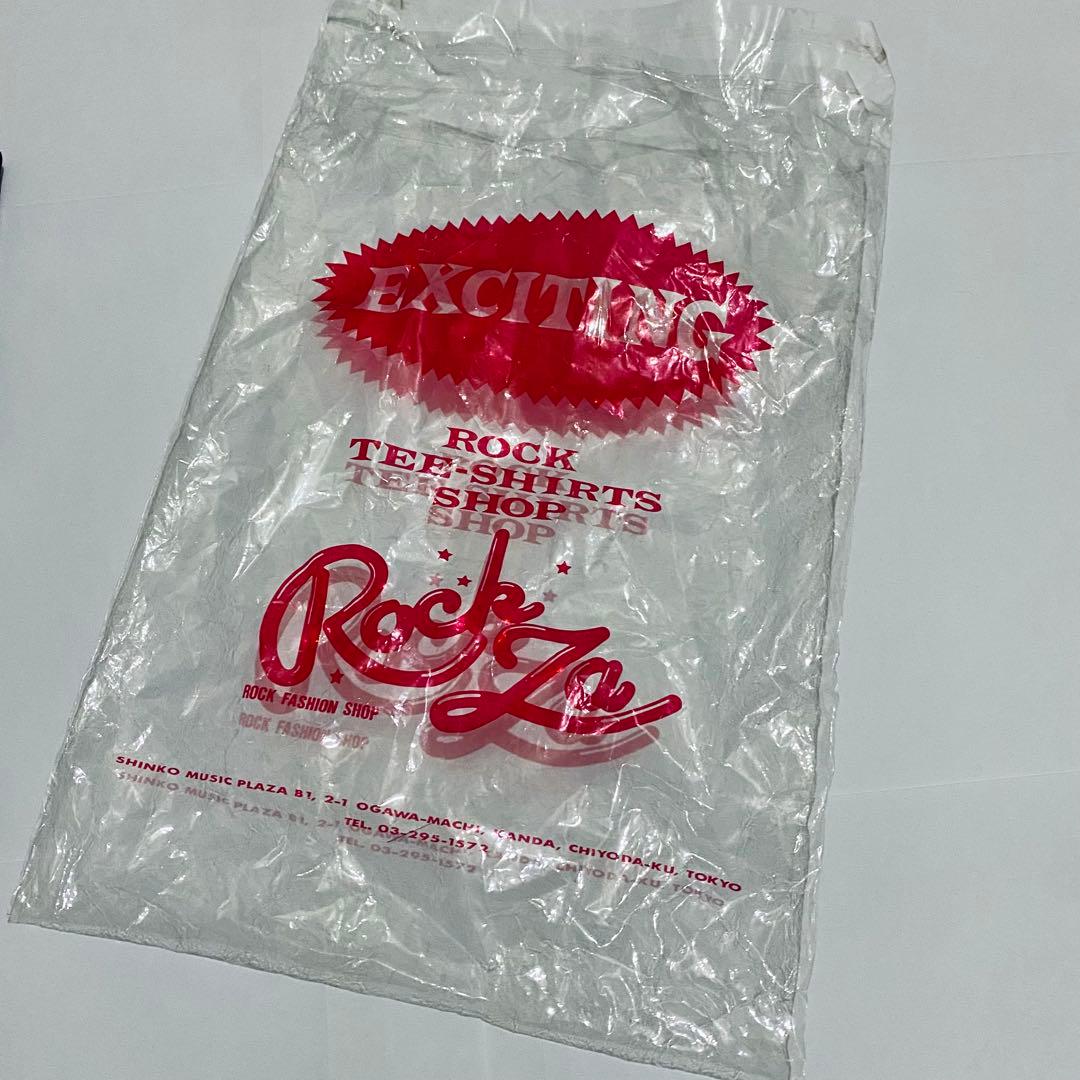 EXCITING
ROCK
TEE-SHIRTS
SHOP
Rock Za
ROCK FASHION SHOP
SHINKO MUSIC PLAZA B1, 2-1 OGAWA-MACHI, KANDA, CHIYODA-KU, TOKYO
TEL. 03-295-1572